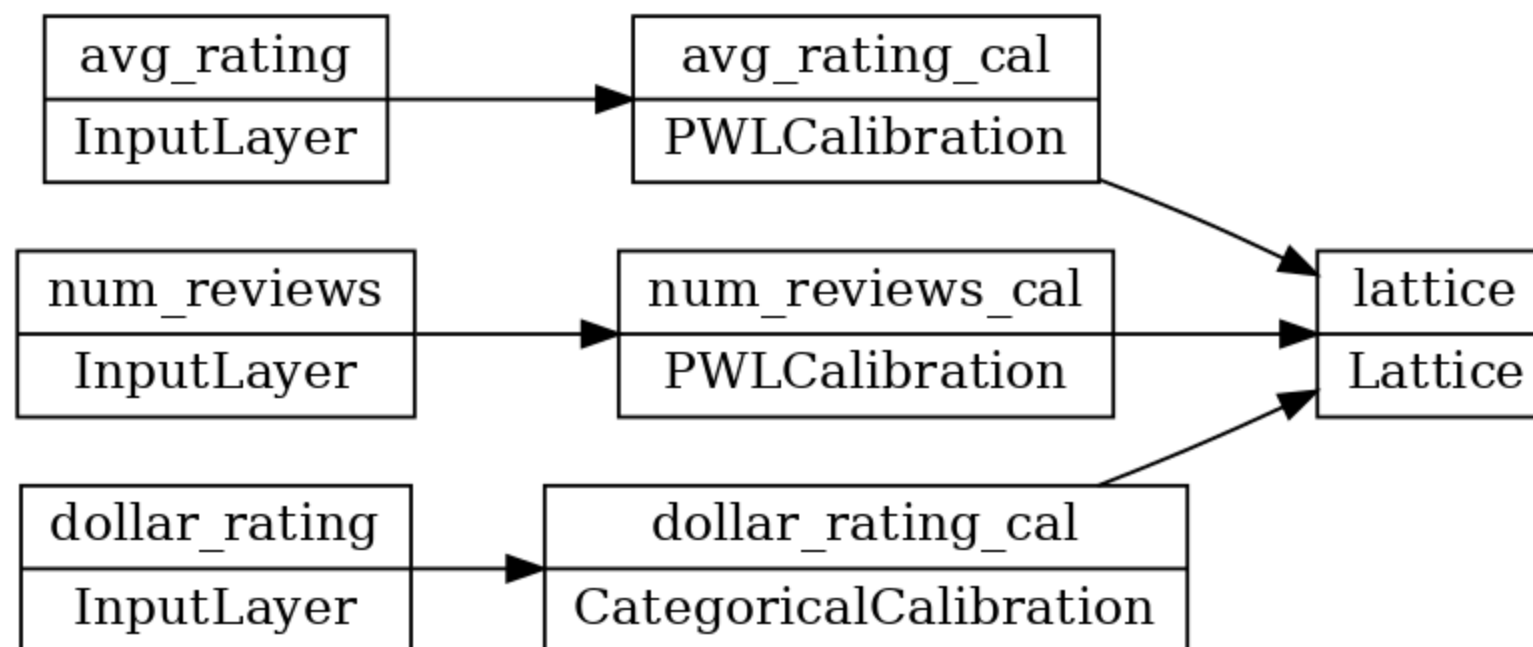 avg_rating
InputLayer
avg_rating_cal
PWLCalibration
num_reviews
InputLayer
num_reviews_cal
PWLCalibration
lattice
Lattice
dollar_rating
InputLayer
dollar_rating_cal
CategoricalCalibration